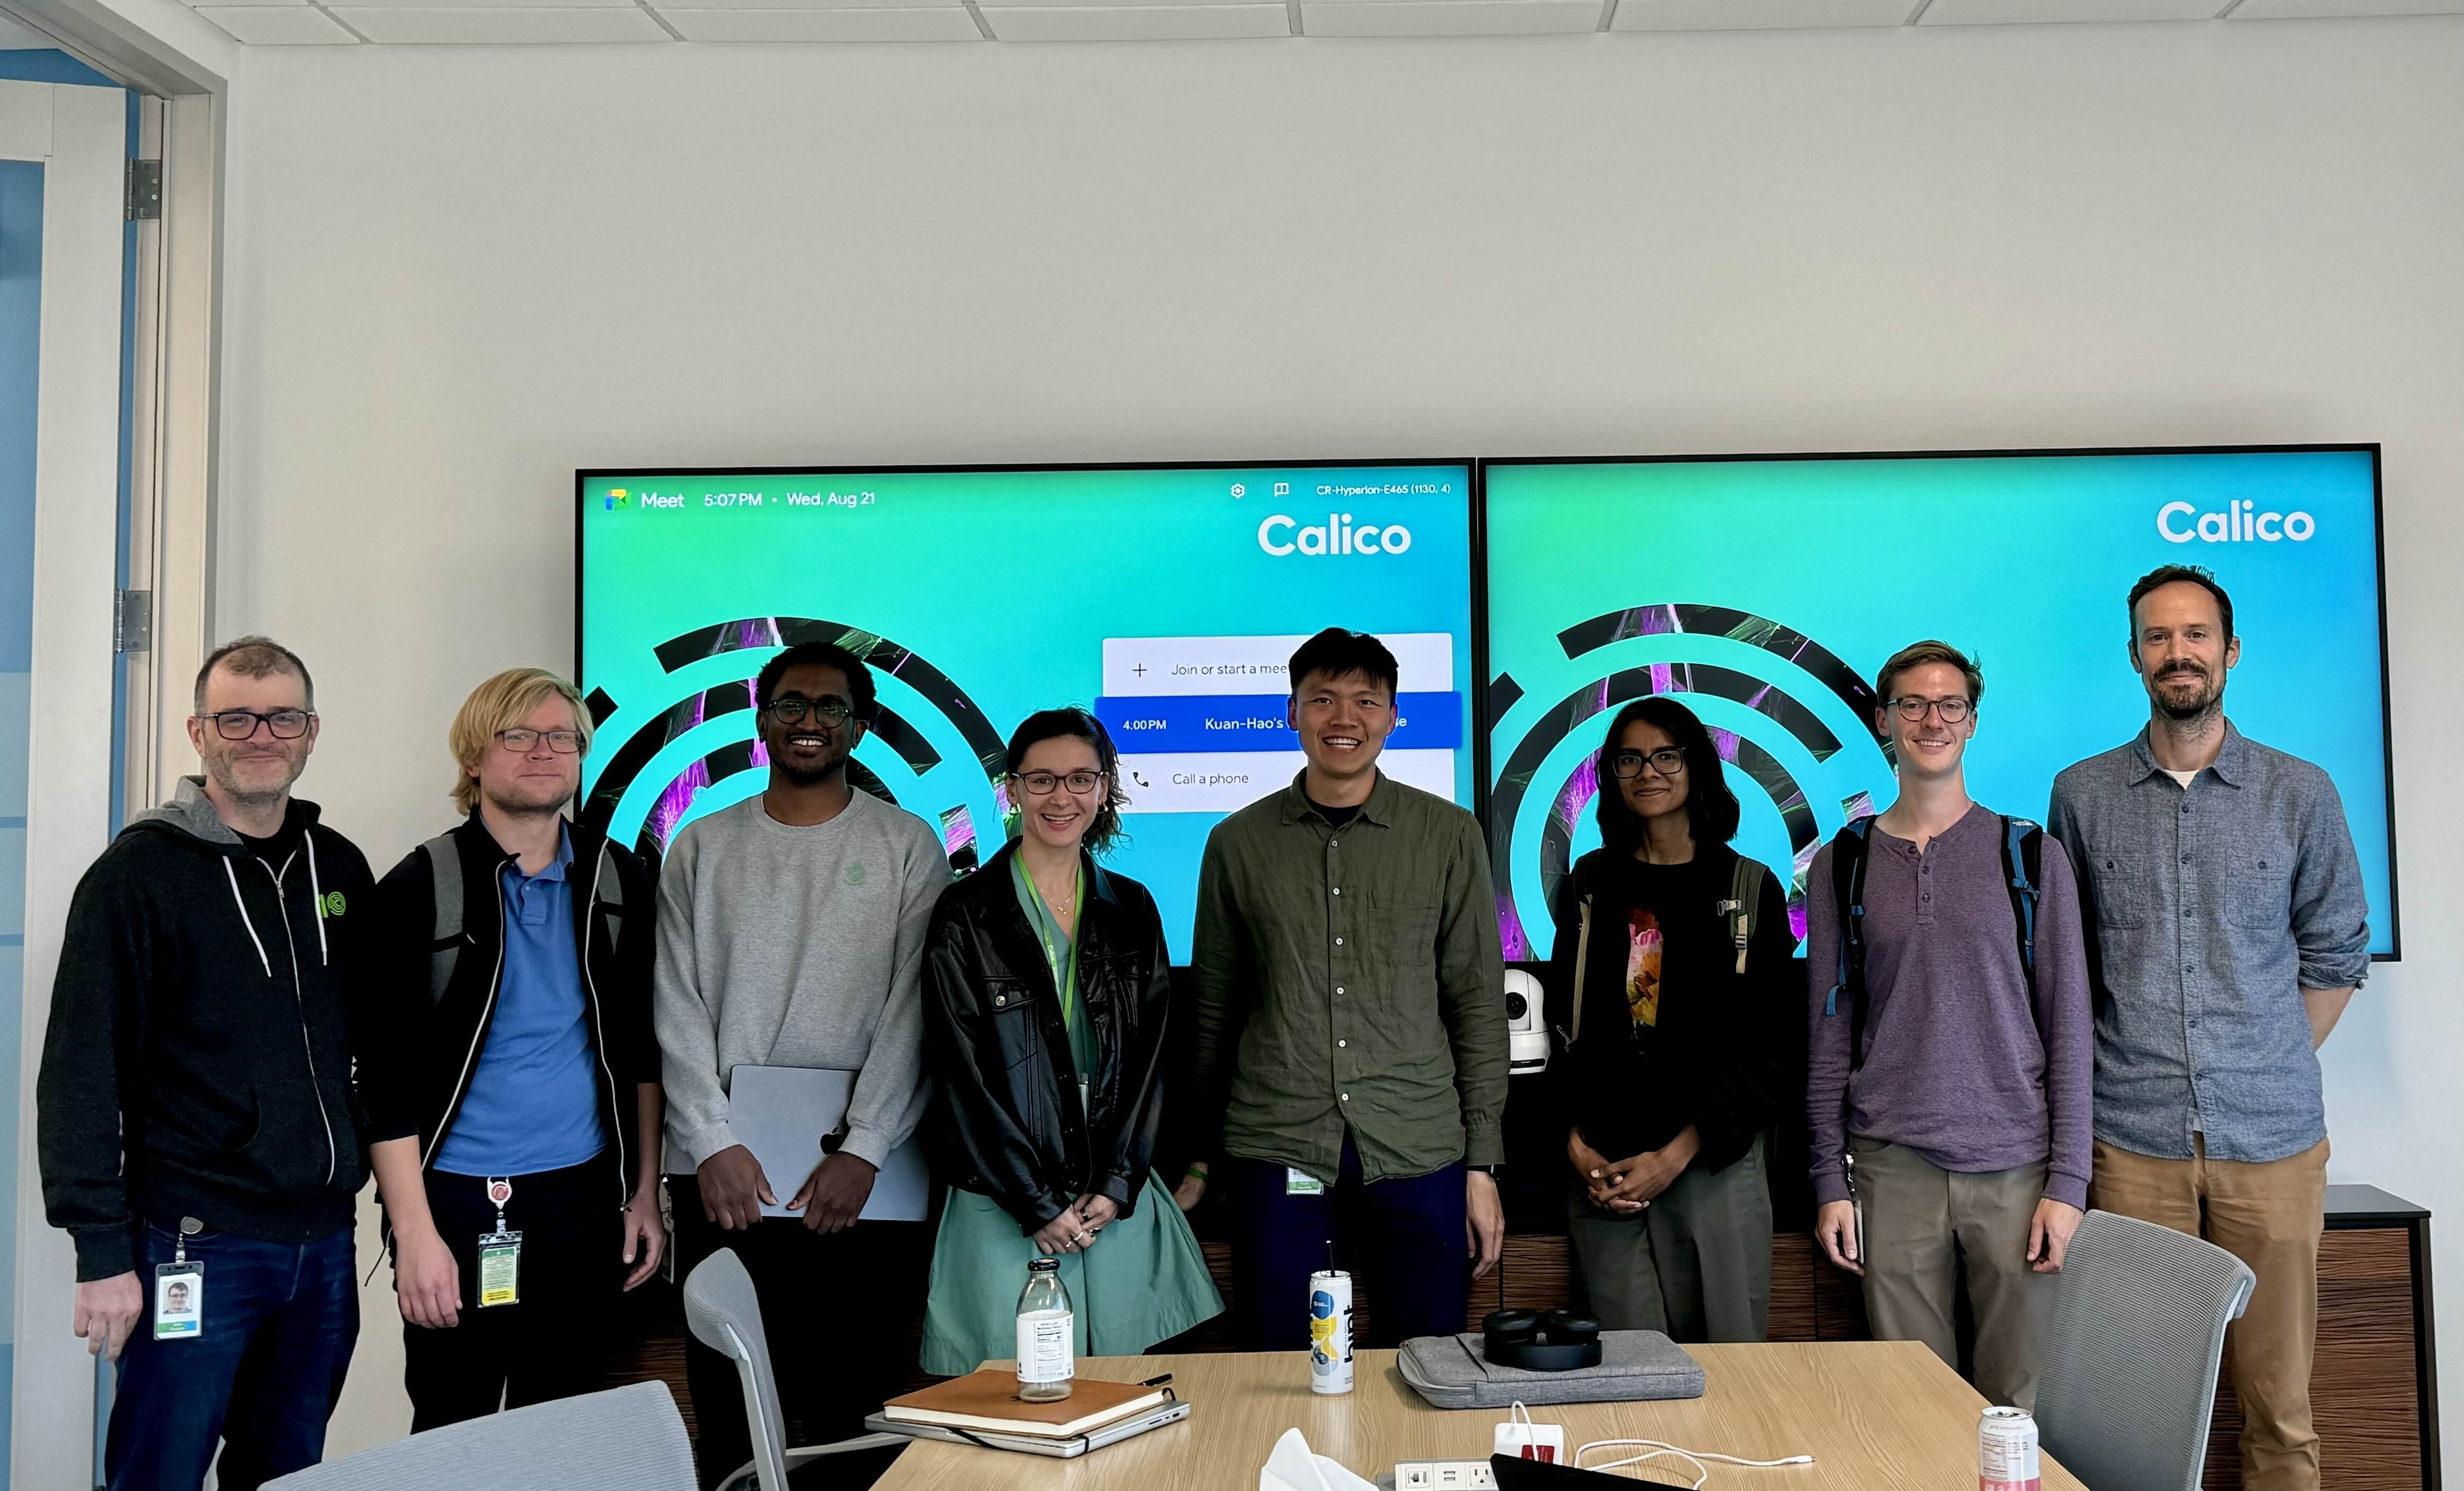 Meet 5:07 PM • Wed, Aug 21
CR-Hyperion-E465 (1130, 4)
Calico
Calico
Join or start a mee
4:00 PM Kuan-Hao's
Call a phone
hint